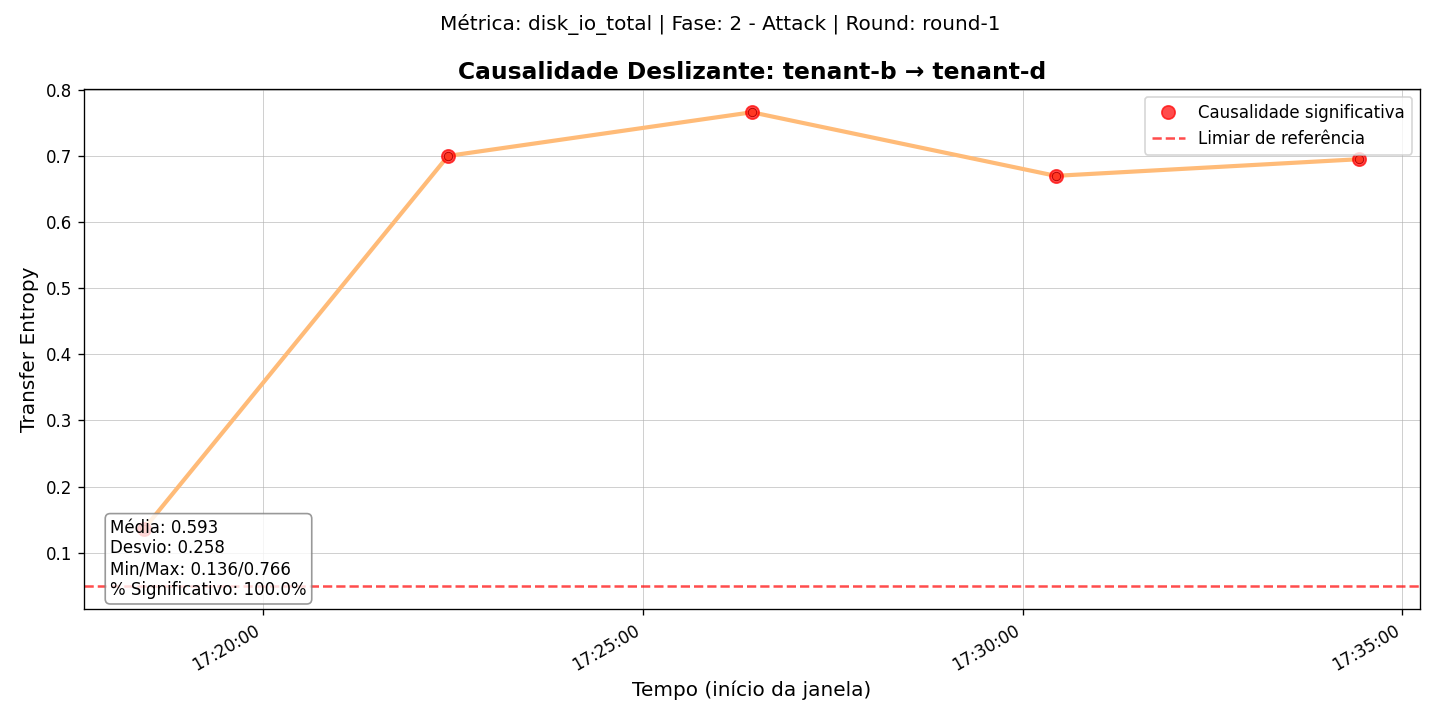 Métrica: disk_io_total | Fase: 2 - Attack | Round: round-1
Causalidade Deslizante: tenant-b → tenant-d
Causalidade significativa
Limiar de referência
Transfer Entropy
0.8
0.7
0.6
0.5
0.4
0.3
0.2
0.1
Média: 0.593
Desvio: 0.258
Min/Max: 0.136/0.766
% Significativo: 100.0%
17:20:00
17:25:00
17:30:00
17:35:00
Tempo (início da janela)